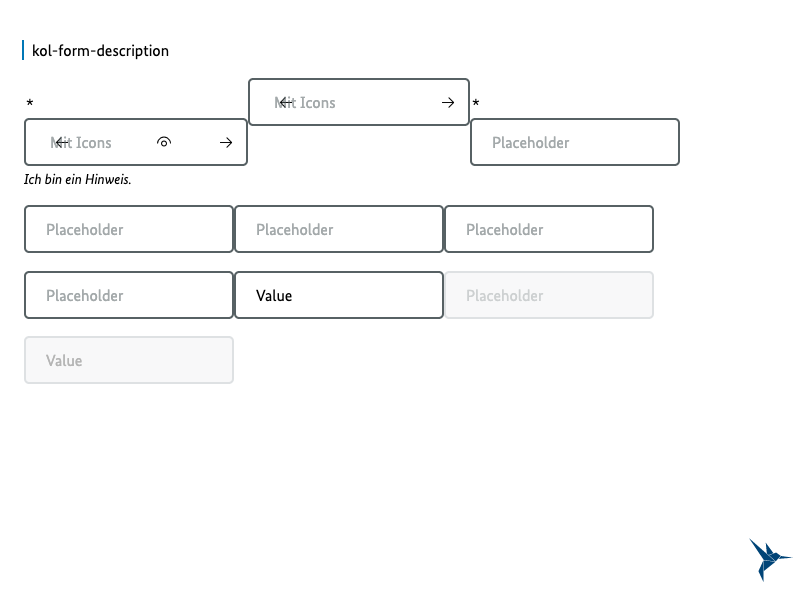 kol-form-description
Mit Icons
* *
Mit Icons Placeholder
Ich bin ein Hinweis.
Placeholder Placeholder Placeholder
Placeholder Value Placeholder
Value